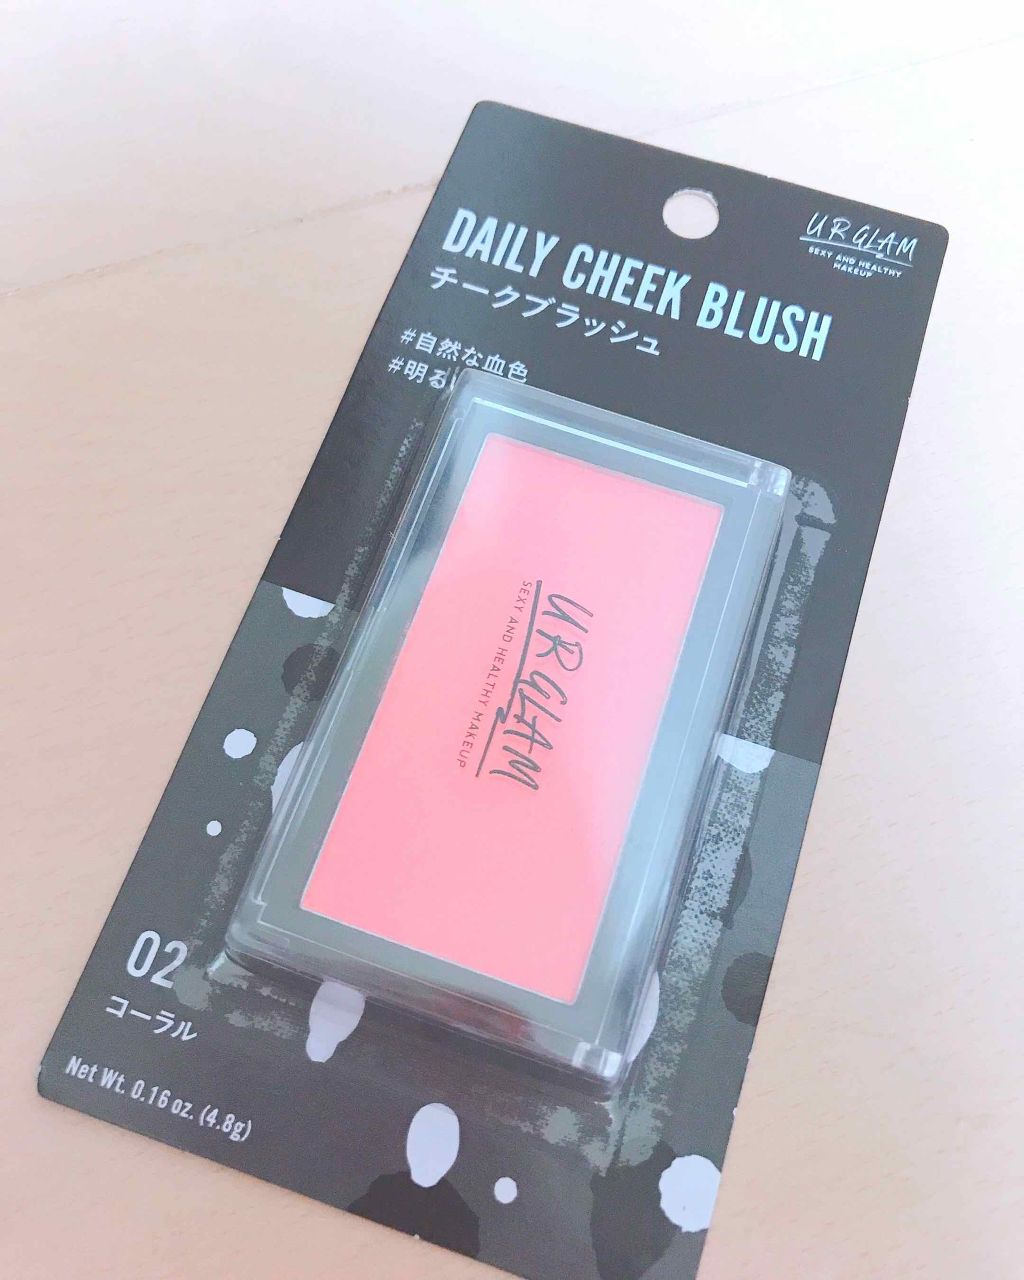 UR GLAM
SEXY AND HEALTHY
MAKEUP
DAILY CHEEK BLUSH
チークブラッシュ
#自然な血色
#明る
UR GLAM
SEXY AND HEALTHY MAKEUP
02
コーラル
Net Wt. 0.16 oz. (4.8g)